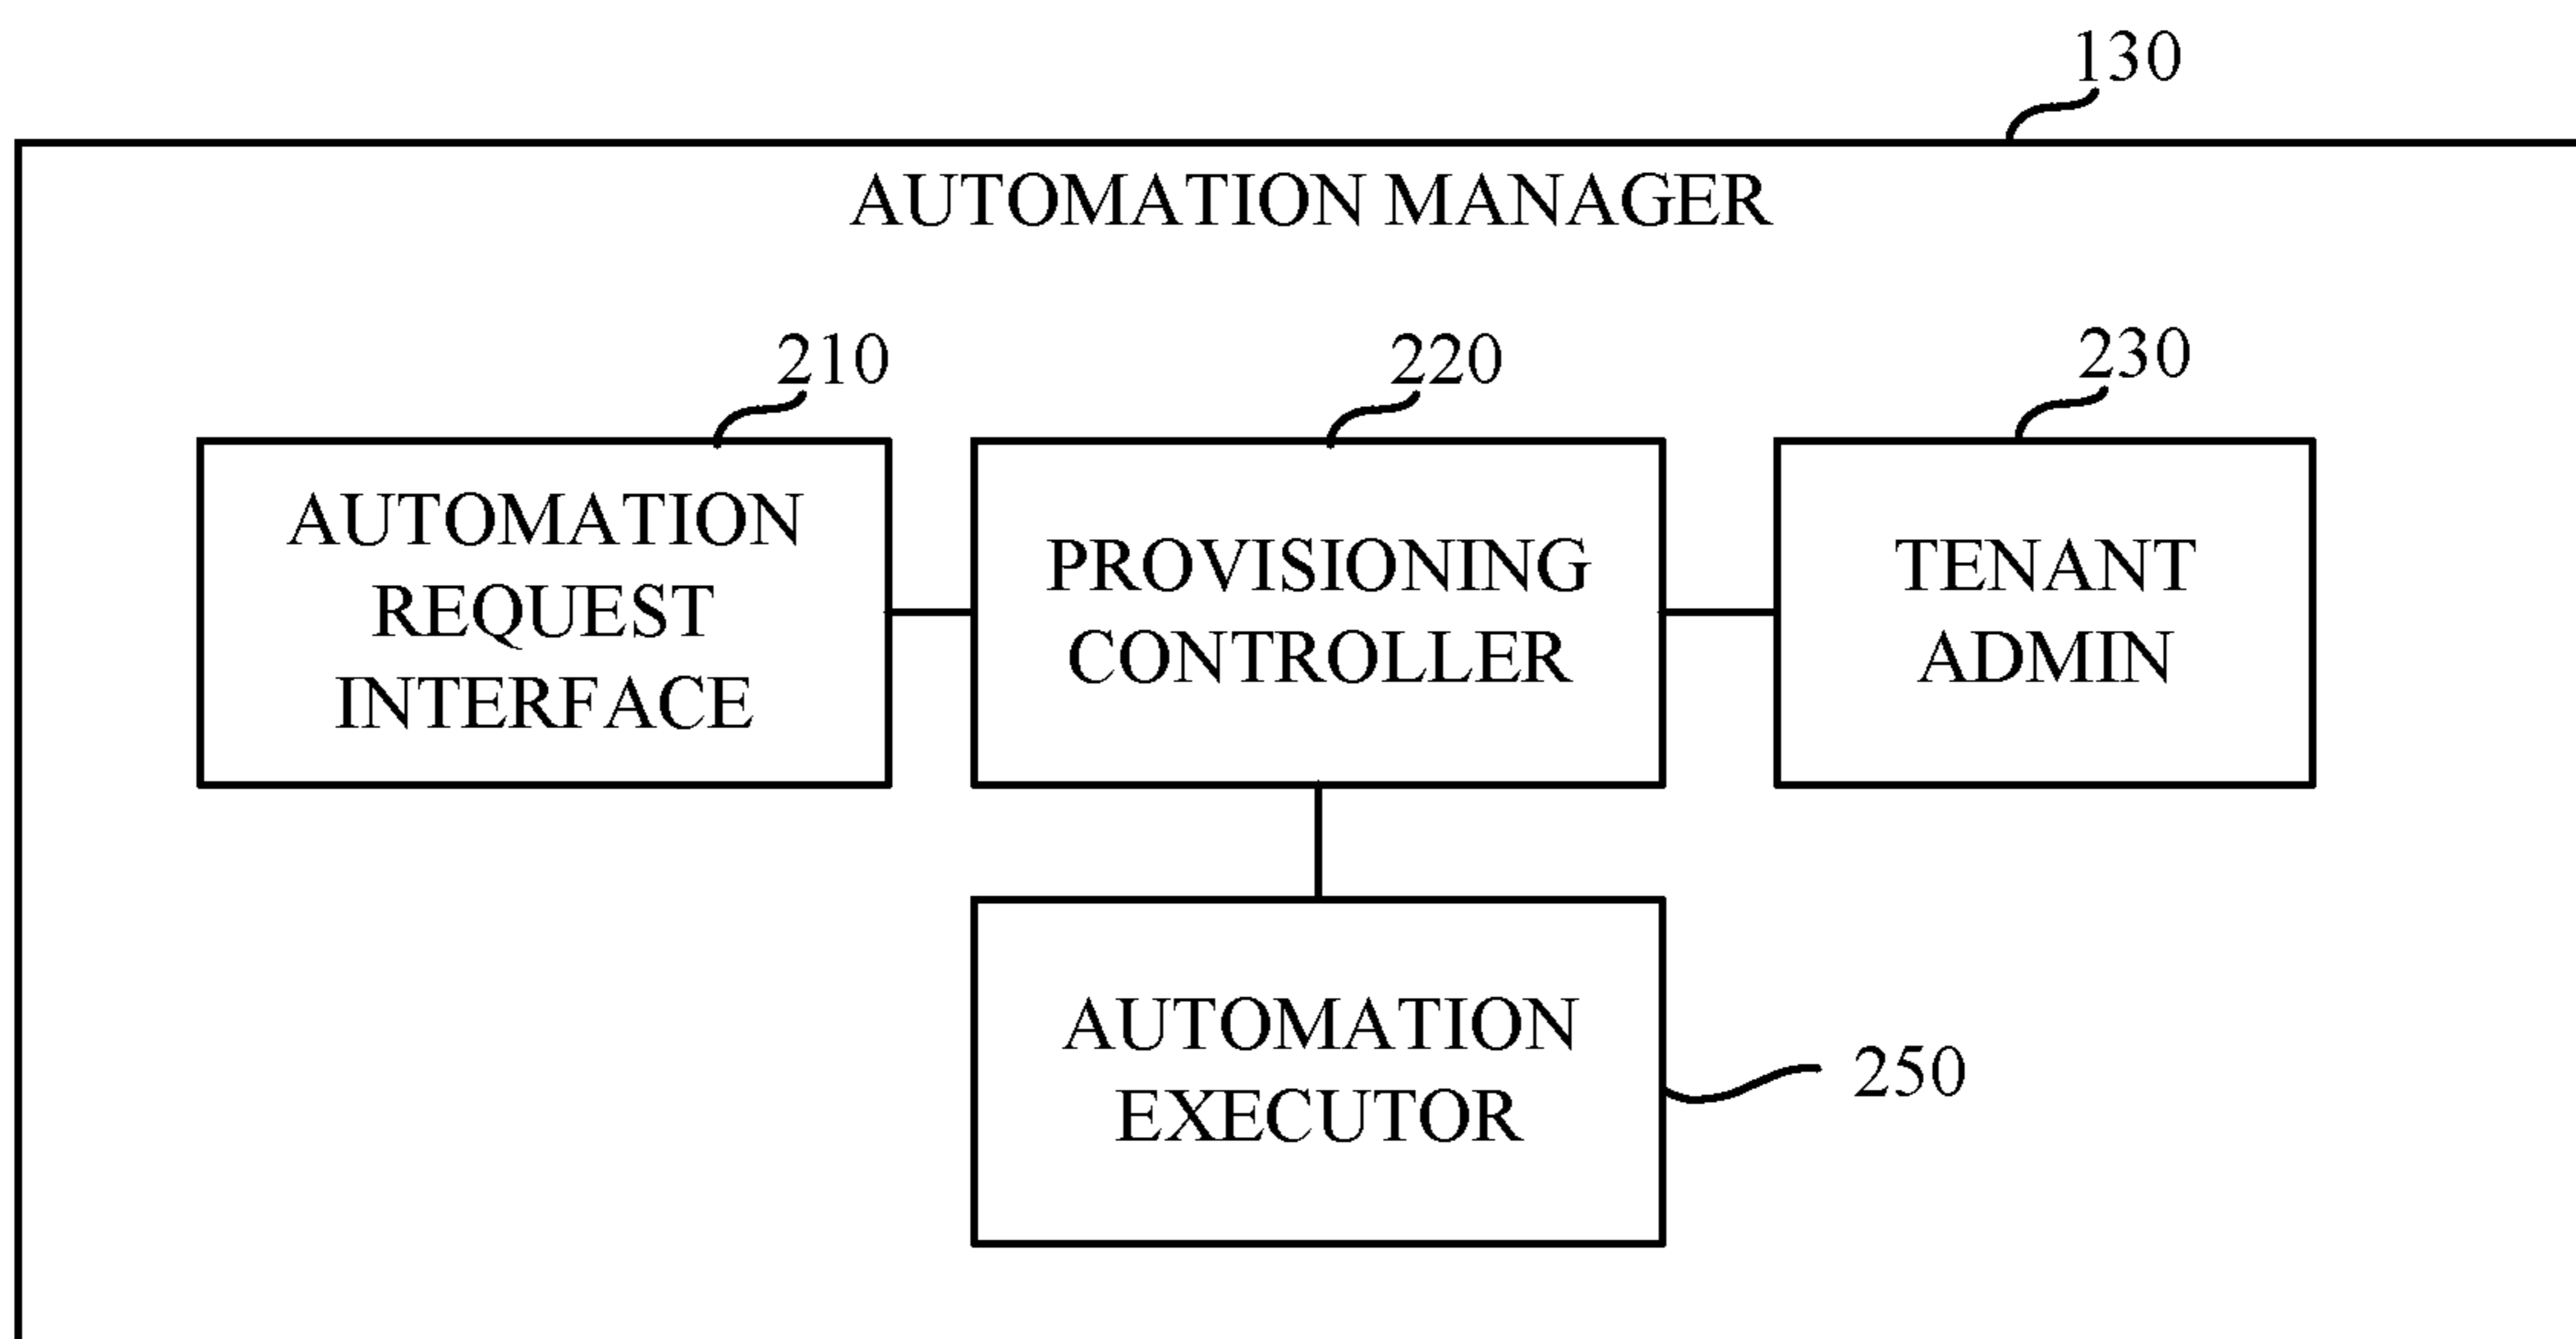 130
AUTOMATION MANAGER
210
220
230
AUTOMATION
REQUEST
INTERFACE
PROVISIONING
CONTROLLER
TENANT
ADMIN
AUTOMATION
EXECUTOR
250